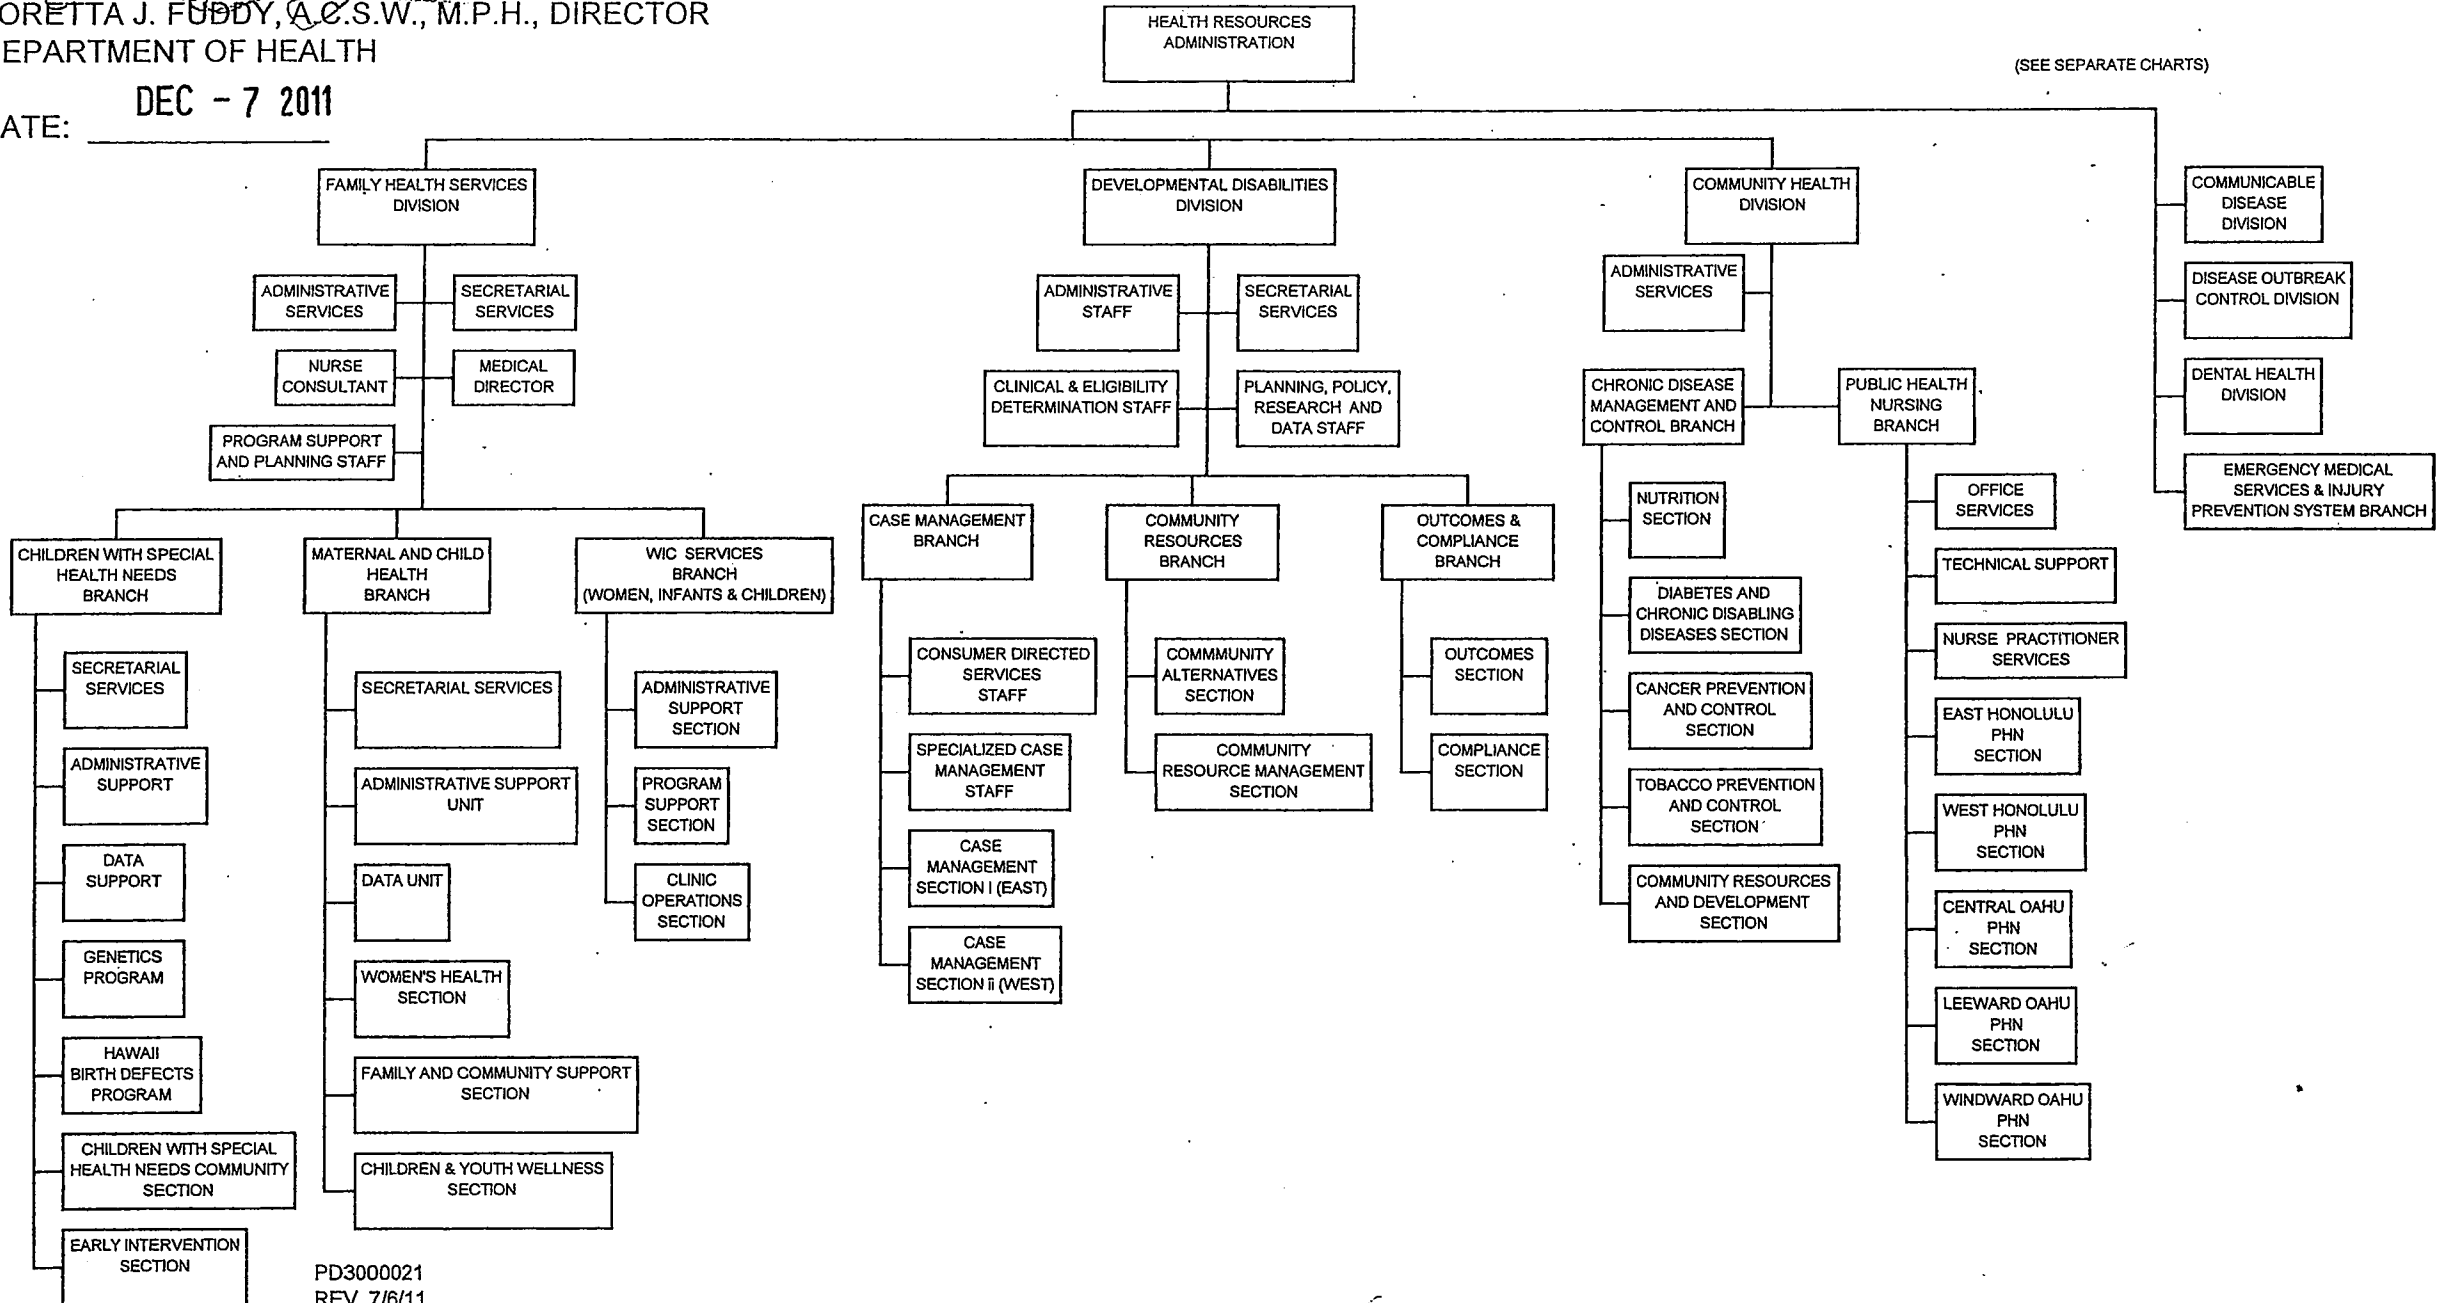 ORETTA J. FUDDY, A.C.S.W., M.P.H., DIRECTOR
EPARTMENT OF HEALTH
DEC - 7 2011
ATE:
HEALTH RESOURCES
ADMINISTRATION
(SEE SEPARATE CHARTS)
FAMILY HEALTH SERVICES
DIVISION
ADMINISTRATIVE
SERVICES
SECRETARIAL
SERVICES
NURSE
CONSULTANT
MEDICAL
DIRECTOR
PROGRAM SUPPORT
AND PLANNING STAFF
CHILDREN WITH SPECIAL
HEALTH NEEDS
BRANCH
SECRETARIAL
SERVICES
ADMINISTRATIVE
SUPPORT
DATA
SUPPORT
GENETICS
PROGRAM
HAWAII
BIRTH DEFECTS
PROGRAM
CHILDREN WITH SPECIAL
HEALTH NEEDS COMMUNITY
SECTION
EARLY INTERVENTION
SECTION
MATERNAL AND CHILD
HEALTH
BRANCH
SECRETARIAL SERVICES
ADMINISTRATIVE SUPPORT
UNIT
DATA UNIT
WOMEN'S HEALTH
SECTION
FAMILY AND COMMUNITY SUPPORT
SECTION
CHILDREN & YOUTH WELLNESS
SECTION
WIC SERVICES
BRANCH
(WOMEN, INFANTS & CHILDREN)
ADMINISTRATIVE
SUPPORT
SECTION
PROGRAM
SUPPORT
SECTION
CLINIC
OPERATIONS
SECTION
DEVELOPMENTAL DISABILITIES
DIVISION
ADMINISTRATIVE
STAFF
SECRETARIAL
SERVICES
CLINICAL & ELIGIBILITY
DETERMINATION STAFF
PLANNING, POLICY,
RESEARCH AND
DATA STAFF
CASE MANAGEMENT
BRANCH
CONSUMER DIRECTED
SERVICES
STAFF
SPECIALIZED CASE
MANAGEMENT
STAFF
CASE
MANAGEMENT
SECTION I (EAST)
CASE
MANAGEMENT
SECTION ii (WEST)
COMMUNITY
RESOURCES
BRANCH
COMMMUNITY
ALTERNATIVES
SECTION
COMMUNITY
RESOURCE MANAGEMENT
SECTION
OUTCOMES &
COMPLIANCE
BRANCH
OUTCOMES
SECTION
COMPLIANCE
SECTION
COMMUNITY HEALTH
DIVISION
ADMINISTRATIVE
SERVICES
CHRONIC DISEASE
MANAGEMENT AND
CONTROL BRANCH
NUTRITION
SECTION
DIABETES AND
CHRONIC DISABLING
DISEASES SECTION
CANCER PREVENTION
AND CONTROL
SECTION
TOBACCO PREVENTION
AND CONTROL
SECTION
COMMUNITY RESOURCES
AND DEVELOPMENT
SECTION
PUBLIC HEALTH
NURSING
BRANCH
OFFICE
SERVICES
TECHNICAL SUPPORT
NURSE PRACTITIONER
SERVICES
EAST HONOLULU
PHN
SECTION
WEST HONOLULU
PHN
SECTION
CENTRAL OAHU
PHN
SECTION
LEEWARD OAHU
PHN
SECTION
WINDWARD OAHU
PHN
SECTION
COMMUNICABLE
DISEASE
DIVISION
DISEASE OUTBREAK
CONTROL DIVISION
DENTAL HEALTH
DIVISION
EMERGENCY MEDICAL
SERVICES & INJURY
PREVENTION SYSTEM BRANCH
PD3000021
REV. 7/6/11